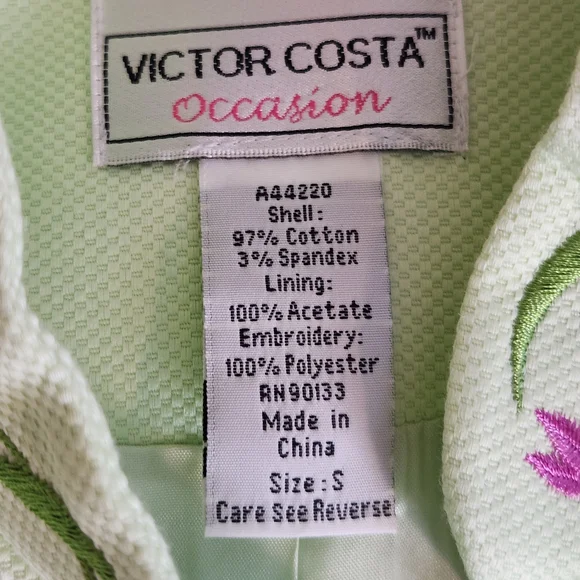 VICTOR COSTA™
Occasion
A44220
Shell:
97% Cotton
3% Spandex
Lining:
100% Acetate
Embroidery:
100% Polyester
RN90133
Made in
China
Size: S
Care See Reverse